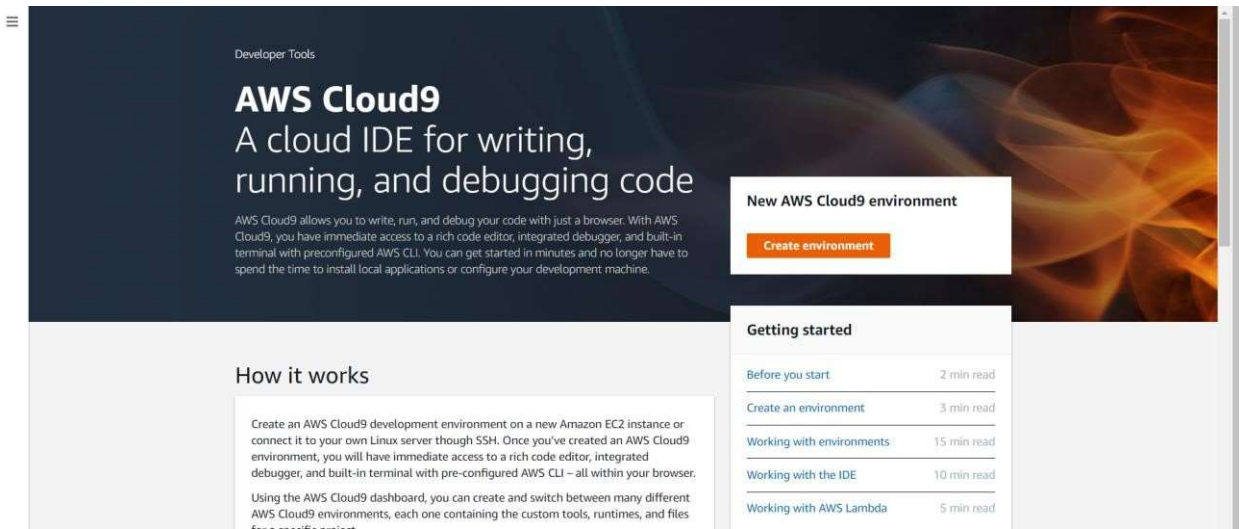 Developer Tools
AWS Cloud9
A cloud IDE for writing,
running, and debugging code
AWS Cloud9 allows you to write, run, and debug your code with just a browser. With AWS
Cloud9, you have immediate access to a rich code editor, integrated debugger, and built-in
terminal with preconfigured AWS CLI. You can get started in minutes and no longer have to
spend the time to install local applications or configure your development machine.
New AWS Cloud9 environment
Create environment
How it works
Create an AWS Cloud9 development environment on a new Amazon EC2 instance or
connect it to your own Linux server though SSH. Once you've created an AWS Cloud9
environment, you will have immediate access to a rich code editor, integrated
debugger, and built-in terminal with pre-configured AWS CLI – all within your browser.
Using the AWS Cloud9 dashboard, you can create and switch between many different
AWS Cloud9 environments, each one containing the custom tools, runtimes, and files
for a specific project.
Getting started
Before you start 2 min read
Create an environment 3 min read
Working with environments 15 min read
Working with the IDE 10 min read
Working with AWS Lambda 5 min read